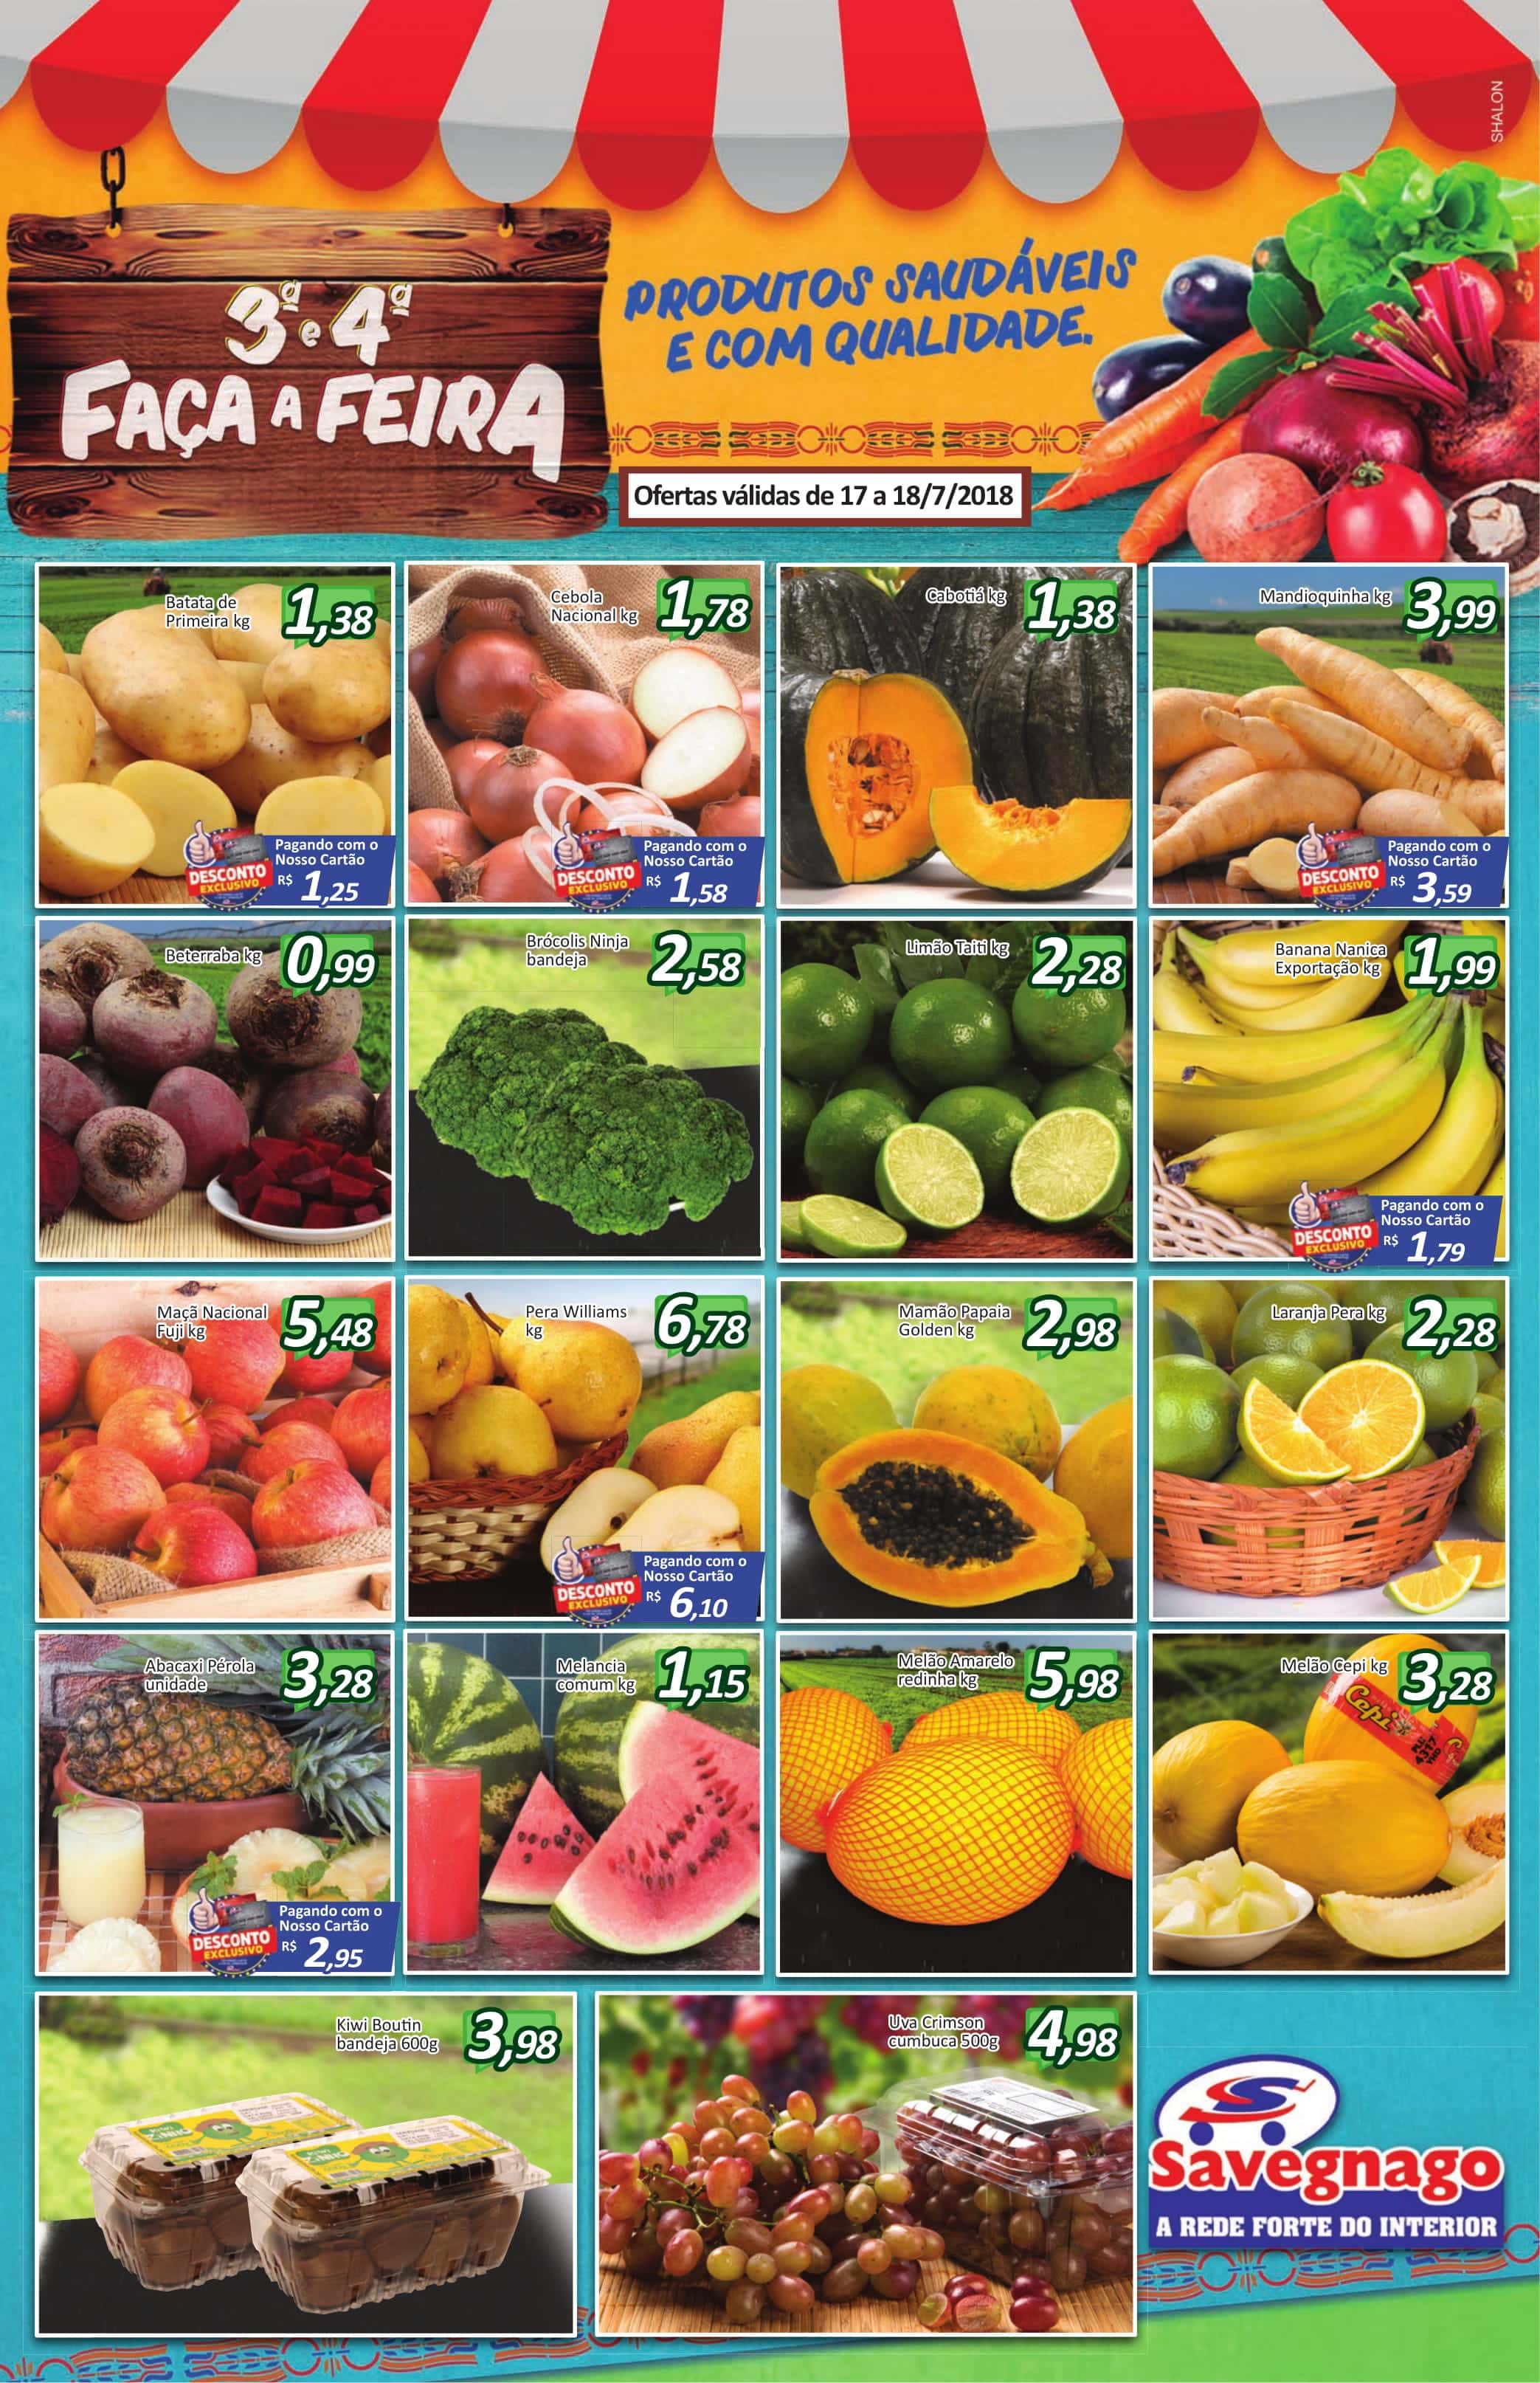 SHALON
3ª e 4ª
FAÇA A FEIRA
PRODUTOS SAUDÁVEIS
E COM QUALIDADE.
Ofertas válidas de 17 a 18/7/2018
Batata de
Primeira kg
1,38
Pagando com o
Nosso Cartão
DESCONTO
EXCLUSIVO
R$ 1,25
Cebola
Nacional kg
1,78
Pagando com o
Nosso Cartão
DESCONTO
EXCLUSIVO
R$ 1,58
Cabotiá kg
1,38
Mandioquinha kg
3,99
Pagando com o
Nosso Cartão
DESCONTO
EXCLUSIVO
R$ 3,59
Beterraba kg
0,99
Brócolis Ninja
bandeja
2,58
Limão Taiti kg
2,28
Banana Nanica
Exportação kg
1,99
Pagando com o
Nosso Cartão
DESCONTO
EXCLUSIVO
R$ 1,79
Maçã Nacional
Fuji kg
5,48
Pera Williams
kg
6,78
Pagando com o
Nosso Cartão
DESCONTO
EXCLUSIVO
R$ 6,10
Mamão Papaia
Golden kg
2,98
Laranja Pera kg
2,28
Abacaxi Pérola
unidade
3,28
Pagando com o
Nosso Cartão
DESCONTO
EXCLUSIVO
R$ 2,95
Melancia
comum kg
1,15
Melão Amarelo
redinha kg
5,98
Melão Cepi kg
3,28
Cepi
4317
Kiwi Boutin
bandeja 600g
3,98
Uva Crimson
cumbuca 500g
4,98
Savegnago
A REDE FORTE DO INTERIOR